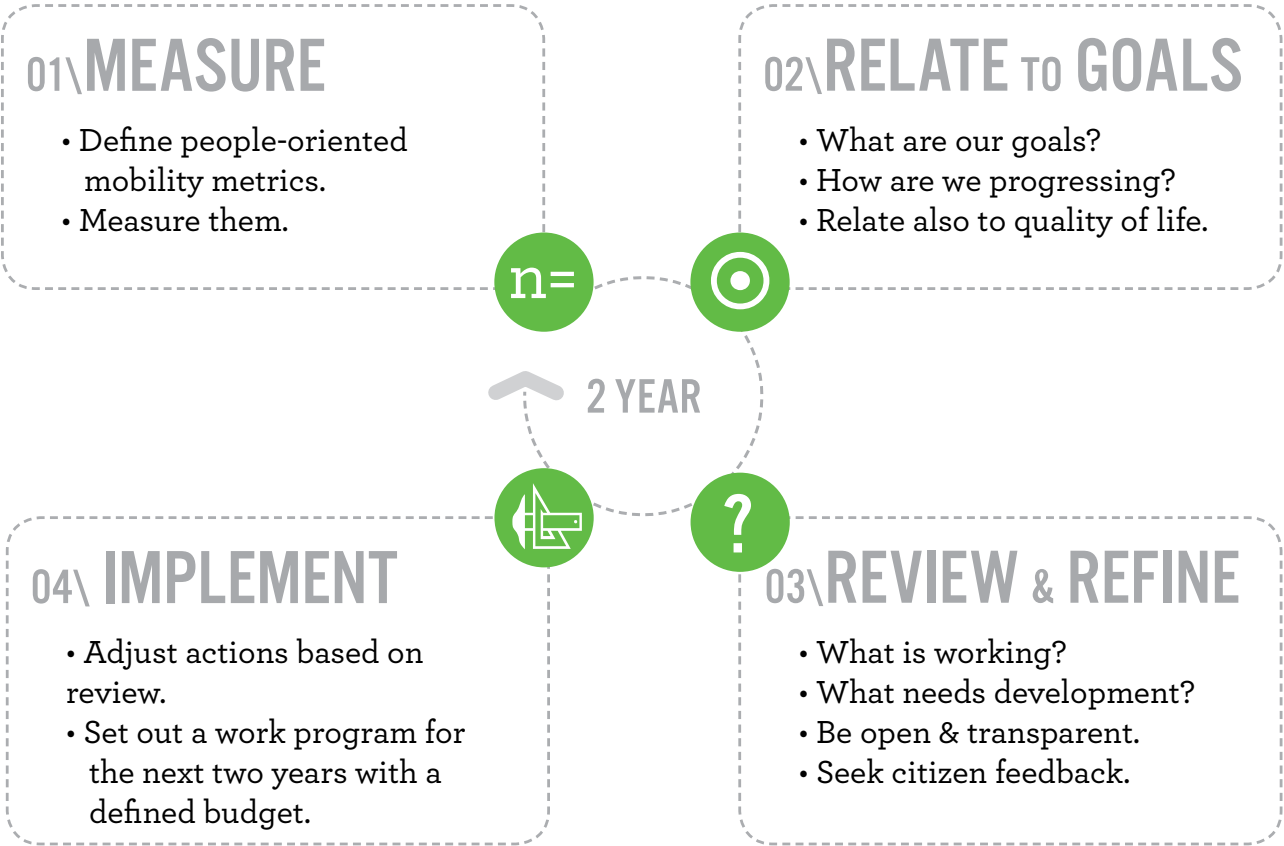 01\MEASURE
• Define people-oriented
mobility metrics.
• Measure them.
n=
02\RELATE TO GOALS
• What are our goals?
• How are we progressing?
• Relate also to quality of life.
2 YEAR
?
03\REVIEW & REFINE
• What is working?
• What needs development?
• Be open & transparent.
• Seek citizen feedback.
04\ IMPLEMENT
• Adjust actions based on
review.
• Set out a work program for
the next two years with a
defined budget.